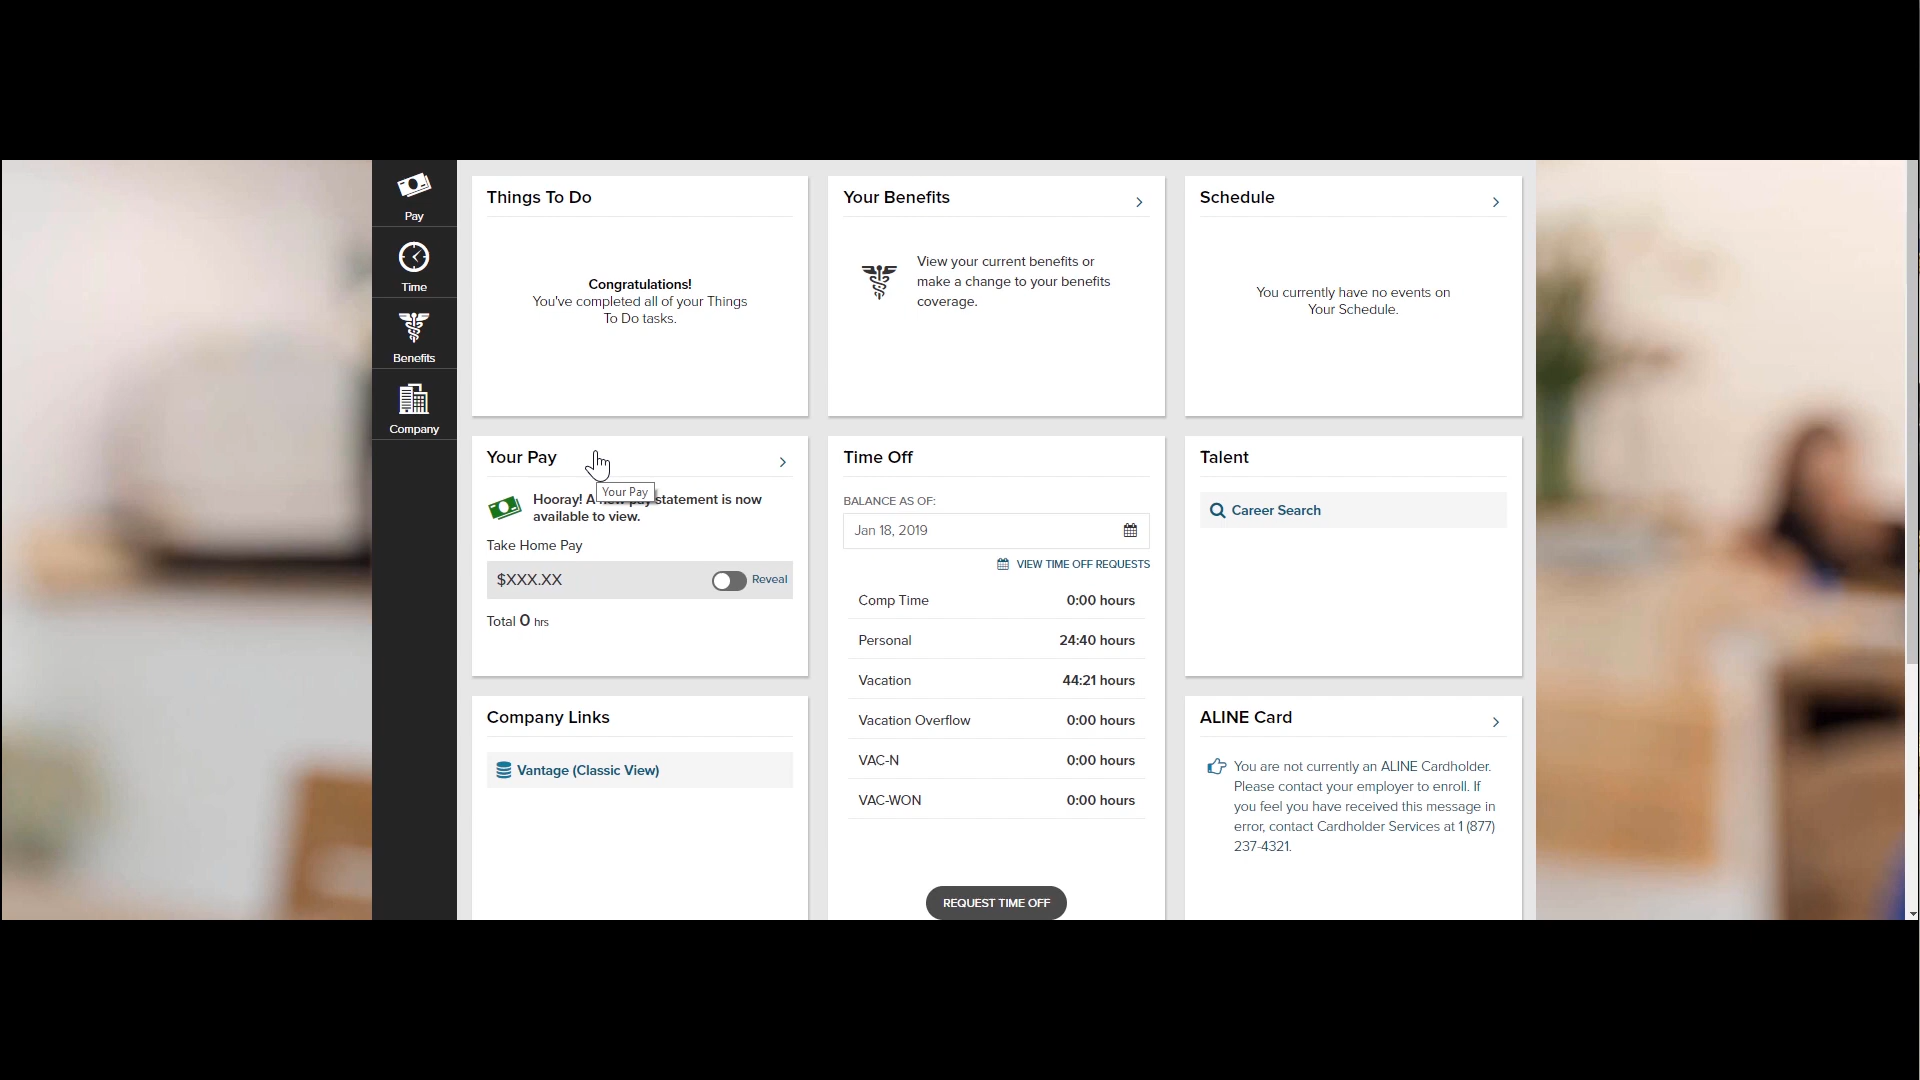 Pay
Time
Benefits
Company
Things To Do
Congratulations!
You've completed all of your Things
To Do tasks.
Your Benefits
View your current benefits or
make a change to your benefits
coverage.
Schedule
You currently have no events on
Your Schedule.
Your Pay
Your Pay
Hooray! A new pay statement is now
available to view.
Take Home Pay
$XXX.XX
Reveal
Total 0 hrs
Time Off
BALANCE AS OF:
Jan 18, 2019
VIEW TIME OFF REQUESTS
Comp Time 0:00 hours
Personal 24:40 hours
Vacation 44:21 hours
Vacation Overflow 0:00 hours
VAC-N 0:00 hours
VAC-WON 0:00 hours
REQUEST TIME OFF
Talent
Career Search
Company Links
Vantage (Classic View)
ALINE Card
You are not currently an ALINE Cardholder.
Please contact your employer to enroll. If
you feel you have received this message in
error, contact Cardholder Services at 1 (877)
237-4321.